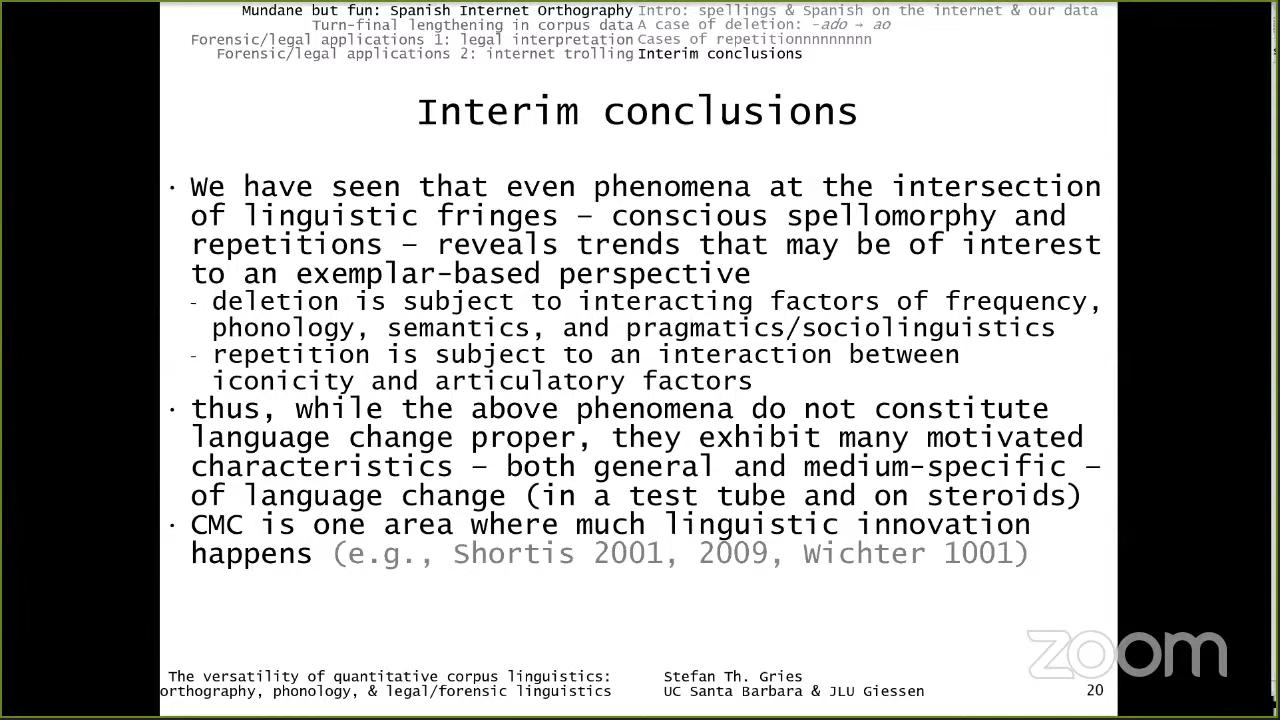 Mundane but fun: Spanish Internet Orthography Intro: spellings & Spanish on the internet & our data
Turn-final lengthening in corpus data A case of deletion: -ado → ao
Forensic/legal applications 1: legal interpretation Cases of repetitionnnnnnnnn
Forensic/legal applications 2: internet trolling Interim conclusions
Interim conclusions
· We have seen that even phenomena at the intersection
of linguistic fringes – conscious spellomorphy and
repetitions – reveals trends that may be of interest
to an exemplar-based perspective
- deletion is subject to interacting factors of frequency,
phonology, semantics, and pragmatics/sociolinguistics
- repetition is subject to an interaction between
iconicity and articulatory factors
· thus, while the above phenomena do not constitute
language change proper, they exhibit many motivated
characteristics – both general and medium-specific –
of language change (in a test tube and on steroids)
· CMC is one area where much linguistic innovation
happens (e.g., Shortis 2001, 2009, Wichter 1001)
zoom
The versatility of quantitative corpus linguistics: Stefan Th. Gries
orthography, phonology, & legal/forensic linguistics UC Santa Barbara & JLU Giessen 20